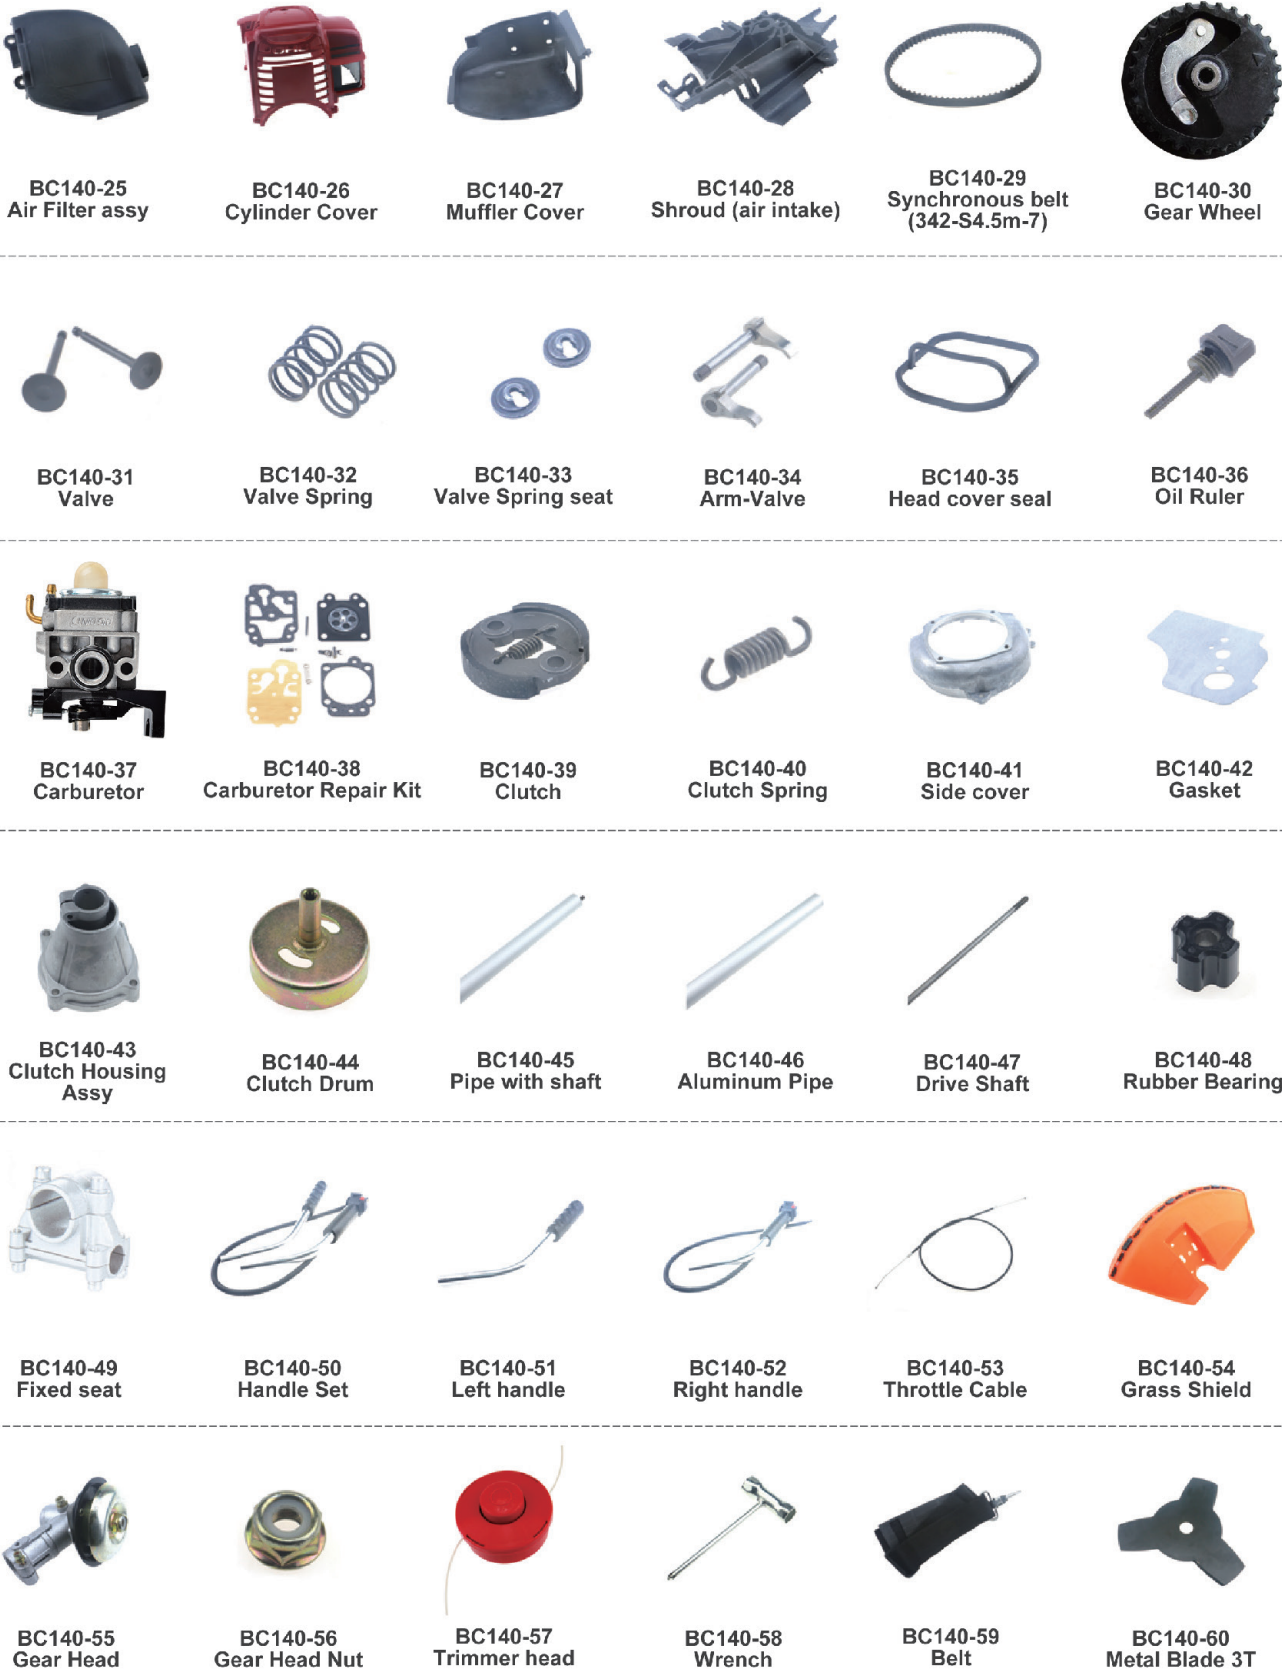 BC140-25
Air Filter assy
BC140-26
Cylinder Cover
BC140-27
Muffler Cover
BC140-28
Shroud (air intake)
BC140-29
Synchronous belt
(342-S4.5m-7)
BC140-30
Gear Wheel
BC140-31
Valve
BC140-32
Valve Spring
BC140-33
Valve Spring seat
BC140-34
Arm-Valve
BC140-35
Head cover seal
BC140-36
Oil Ruler
BC140-37
Carburetor
BC140-38
Carburetor Repair Kit
BC140-39
Clutch
BC140-40
Clutch Spring
BC140-41
Side cover
BC140-42
Gasket
BC140-43
Clutch Housing
Assy
BC140-44
Clutch Drum
BC140-45
Pipe with shaft
BC140-46
Aluminum Pipe
BC140-47
Drive Shaft
BC140-48
Rubber Bearing
BC140-49
Fixed seat
BC140-50
Handle Set
BC140-51
Left handle
BC140-52
Right handle
BC140-53
Throttle Cable
BC140-54
Grass Shield
BC140-55
Gear Head
BC140-56
Gear Head Nut
BC140-57
Trimmer head
BC140-58
Wrench
BC140-59
Belt
BC140-60
Metal Blade 3T